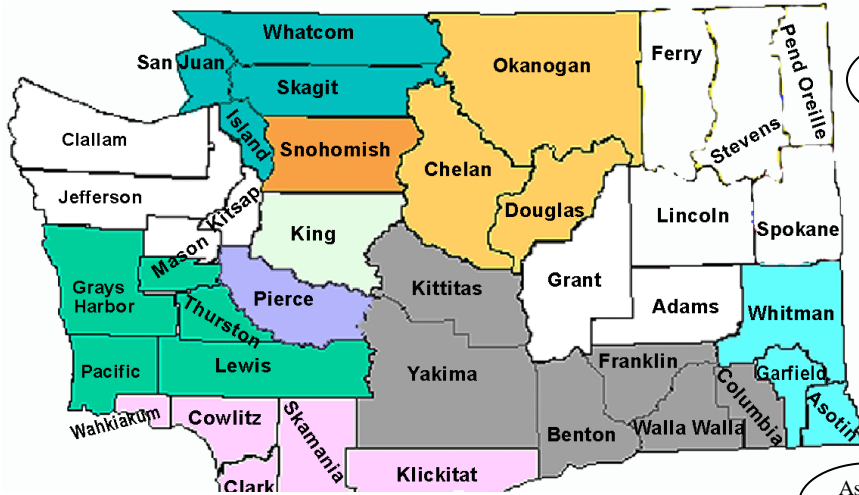 Whatcom
San Juan
Skagit
Okanogan
Ferry
Pend Oreille
Stevens
Island
Clallam
Snohomish
Chelan
Jefferson
Kitsap
Douglas
Lincoln
Spokane
King
Mason
Grays
Harbor
Pierce
Kittitas
Grant
Adams
Whitman
Thurston
Pacific
Lewis
Yakima
Franklin
Garfield
Columbia
Asotin
Wahkiakum
Cowlitz
Skamania
Benton
Walla Walla
Klickitat
Clark
As